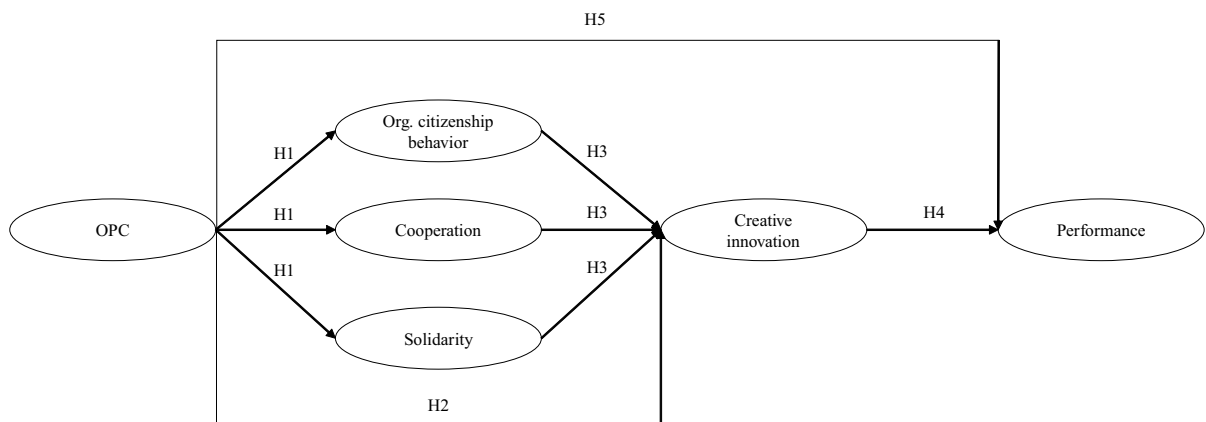 H5
Org. citizenship
behavior
H1
H3
OPC
H1
Cooperation
H3
Creative
innovation
H4
Performance
H1
H3
Solidarity
H2